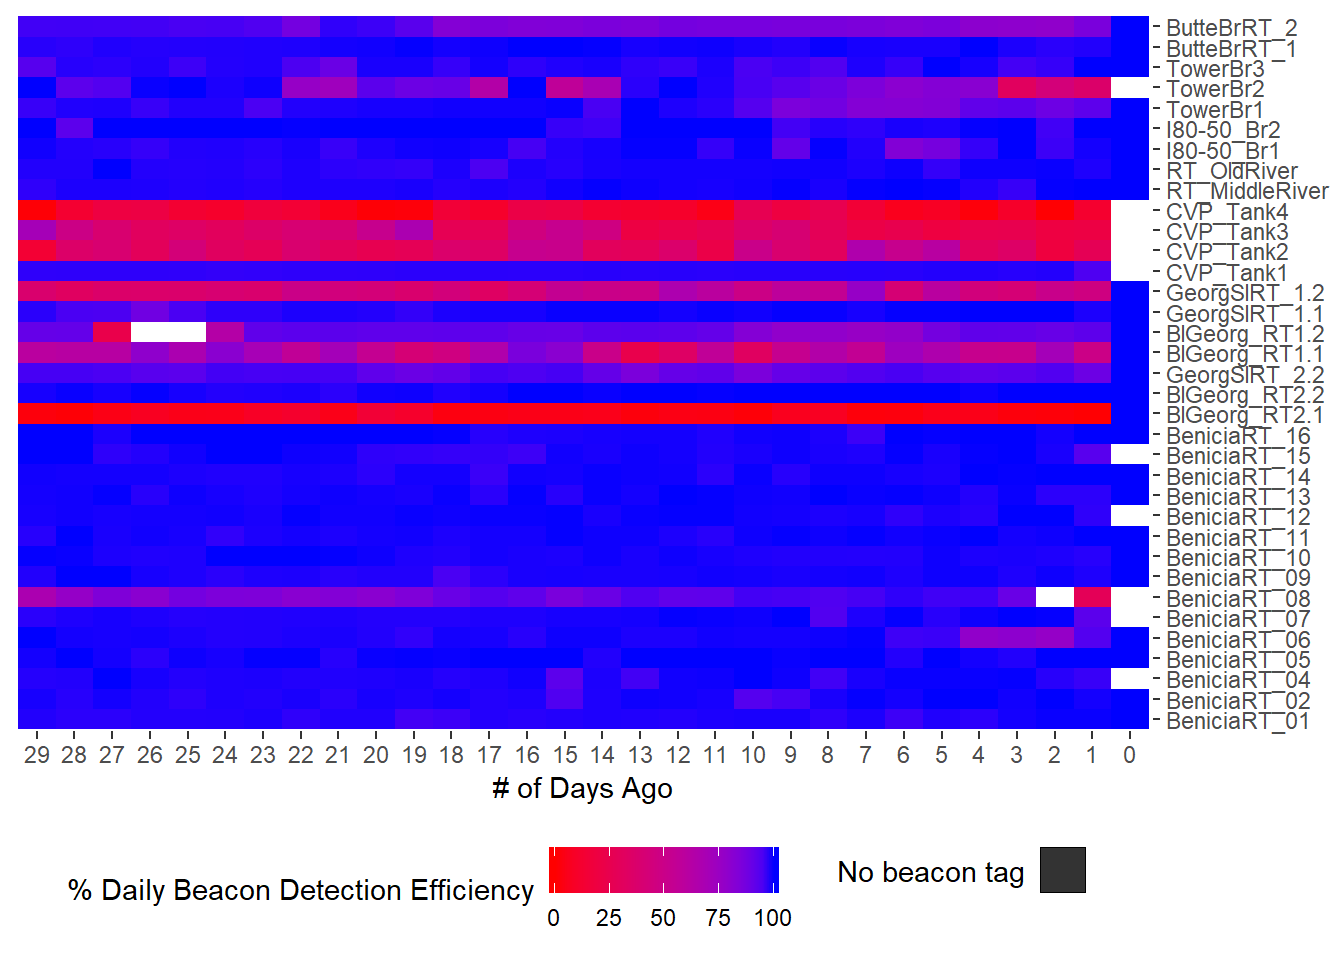 ButteBrRT_2
ButteBrRT_1
TowerBr3
TowerBr2
TowerBr1
I80-50_Br2
I80-50_Br1
RT_OldRiver
RT_MiddleRiver
CVP_Tank4
CVP_Tank3
CVP_Tank2
CVP_Tank1
GeorgSlRT_1.2
GeorgSlRT_1.1
BlGeorg_RT1.2
BlGeorg_RT1.1
GeorgSlRT_2.2
BlGeorg_RT2.2
BlGeorg_RT2.1
BeniciaRT_16
BeniciaRT_15
BeniciaRT_14
BeniciaRT_13
BeniciaRT_12
BeniciaRT_11
BeniciaRT_10
BeniciaRT_09
BeniciaRT_08
BeniciaRT_07
BeniciaRT_06
BeniciaRT_05
BeniciaRT_04
BeniciaRT_02
BeniciaRT_01
29 28 27 26 25 24 23 22 21 20 19 18 17 16 15 14 13 12 11 10 9 8 7 6 5 4 3 2 1 0
# of Days Ago
% Daily Beacon Detection Efficiency
0 25 50 75 100
No beacon tag